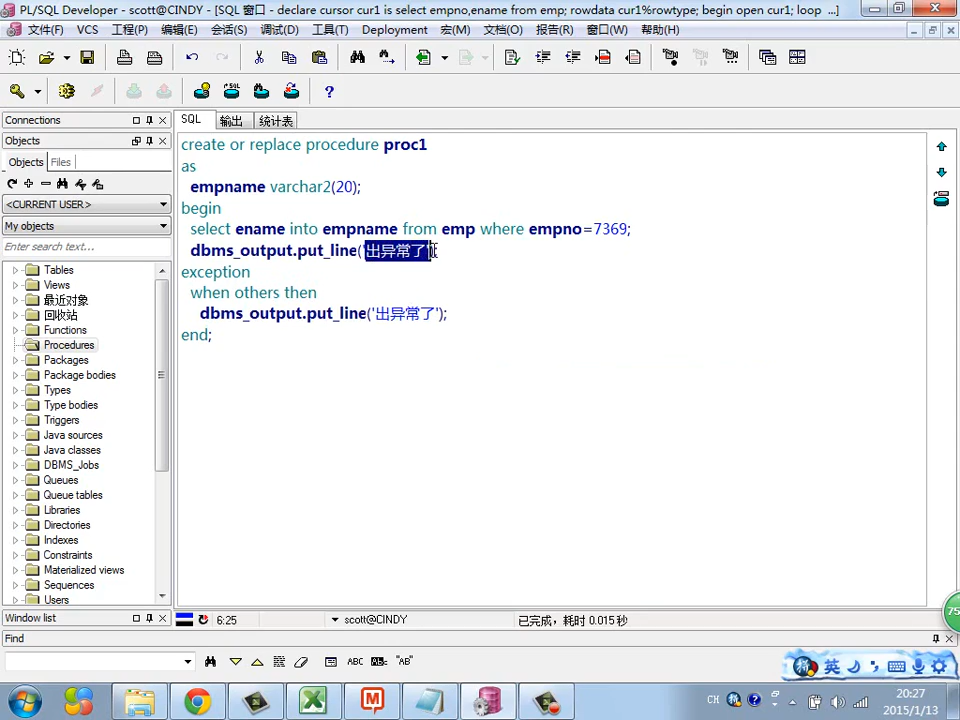 PL/SQL Developer - scott@CINDY - [SQL 窗口 - declare cursor cur1 is select empno,ename from emp; rowdata cur1%rowtype; begin open cur1; loop ...]
文件(F) VCS 工程(P) 编辑(E) 会话(S) 调试(D) 工具(T) Deployment 宏(M) 文档(O) 报告(R) 窗口(W) 帮助(H)
Connections
Objects
Objects Files
<CURRENT USER>
My objects
Enter search text...
Tables
Views
最近对象
回收站
Functions
Procedures
Packages
Package bodies
Types
Type bodies
Triggers
Java sources
Java classes
DBMS_Jobs
Queues
Queue tables
Libraries
Directories
Indexes
Constraints
Materialized views
Sequences
Users
SQL 输出 统计表
create or replace procedure proc1
as
empname varchar2(20);
begin
select ename into empname from emp where empno=7369;
dbms_output.put_line('出异常了'
exception
when others then
dbms_output.put_line('出异常了');
end;
Window list
6:25 scott@CINDY 已完成，耗时 0.015 秒
Find
ABC "AB"
英
75
CH
20:27
2015/1/13